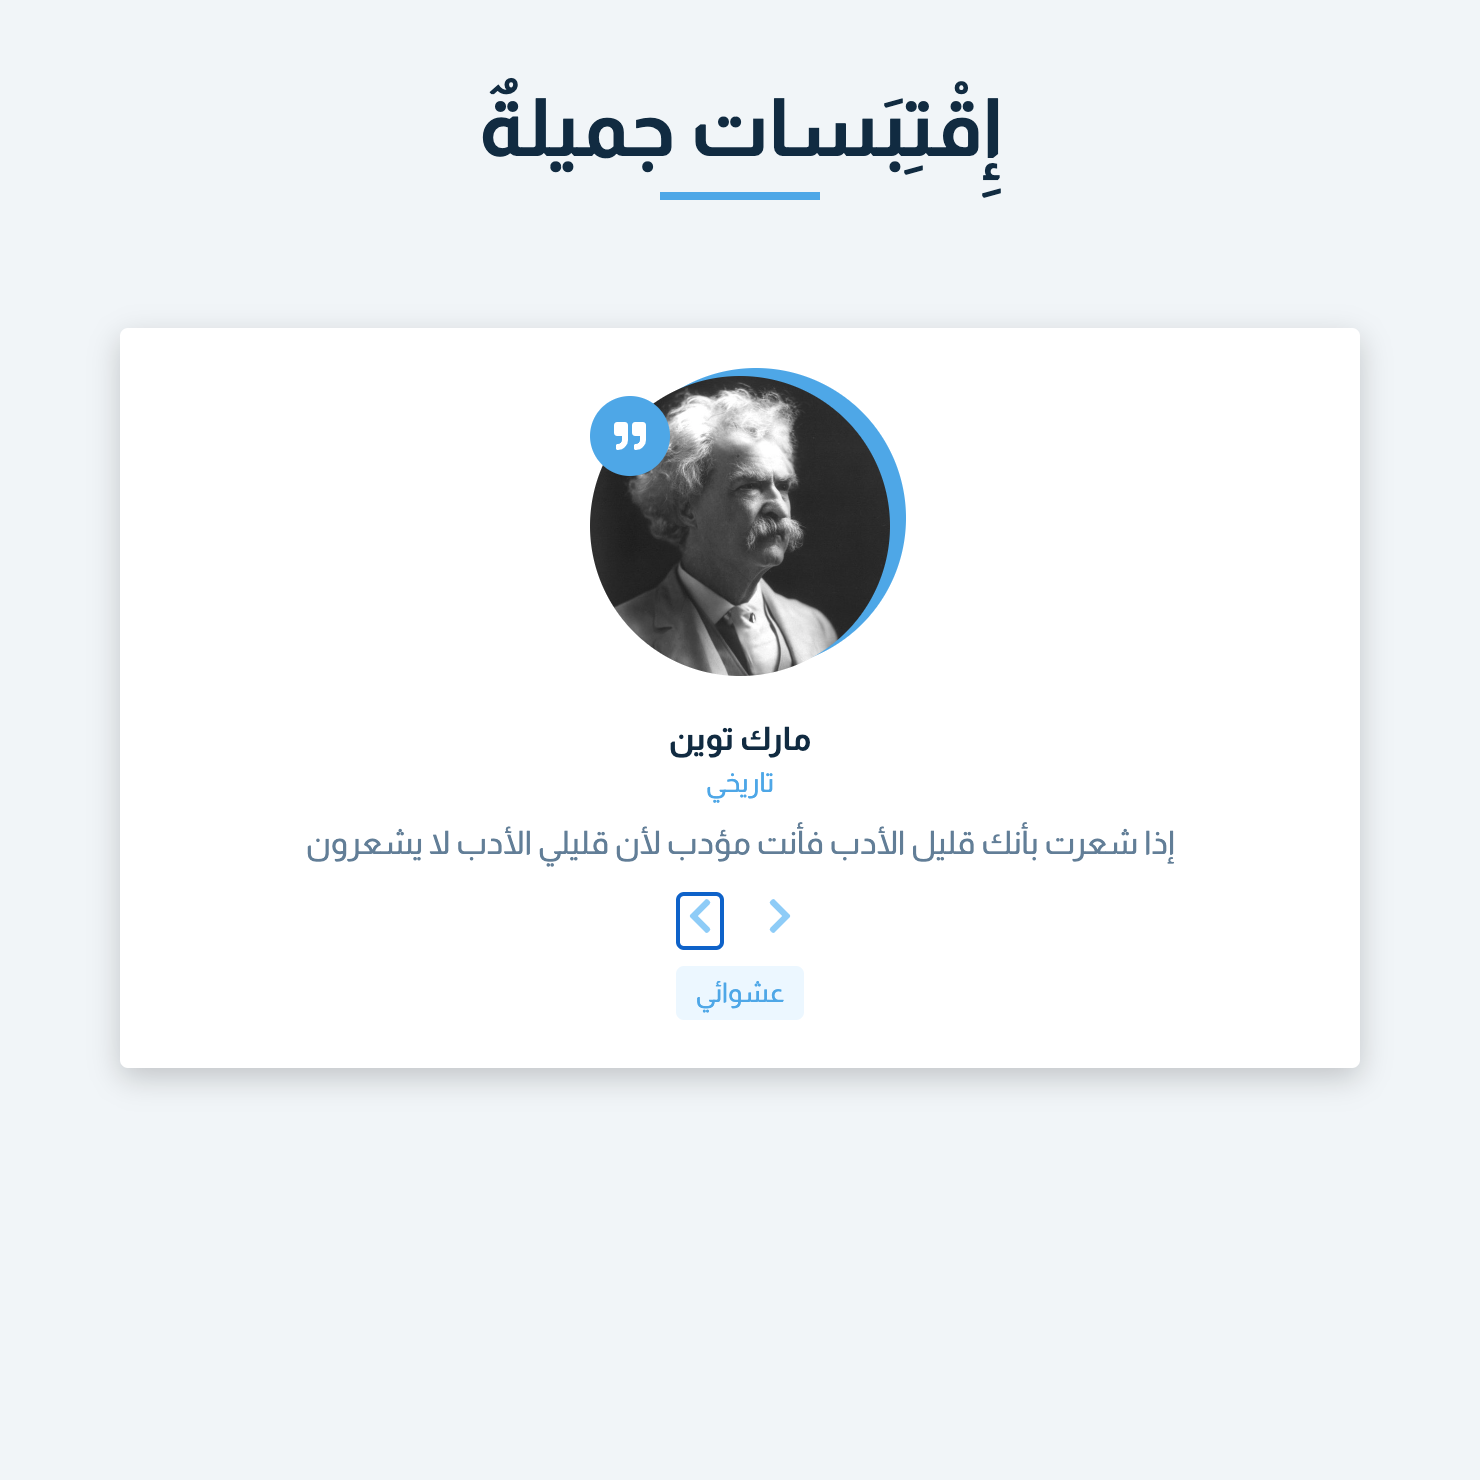 إِقْتِبَسات جميلةٌ
مارك توين
تاريخي
إذا شعرت بأنك قليل الأدب فأنت مؤدب لأن قليلي الأدب لا يشعرون
عشوائي